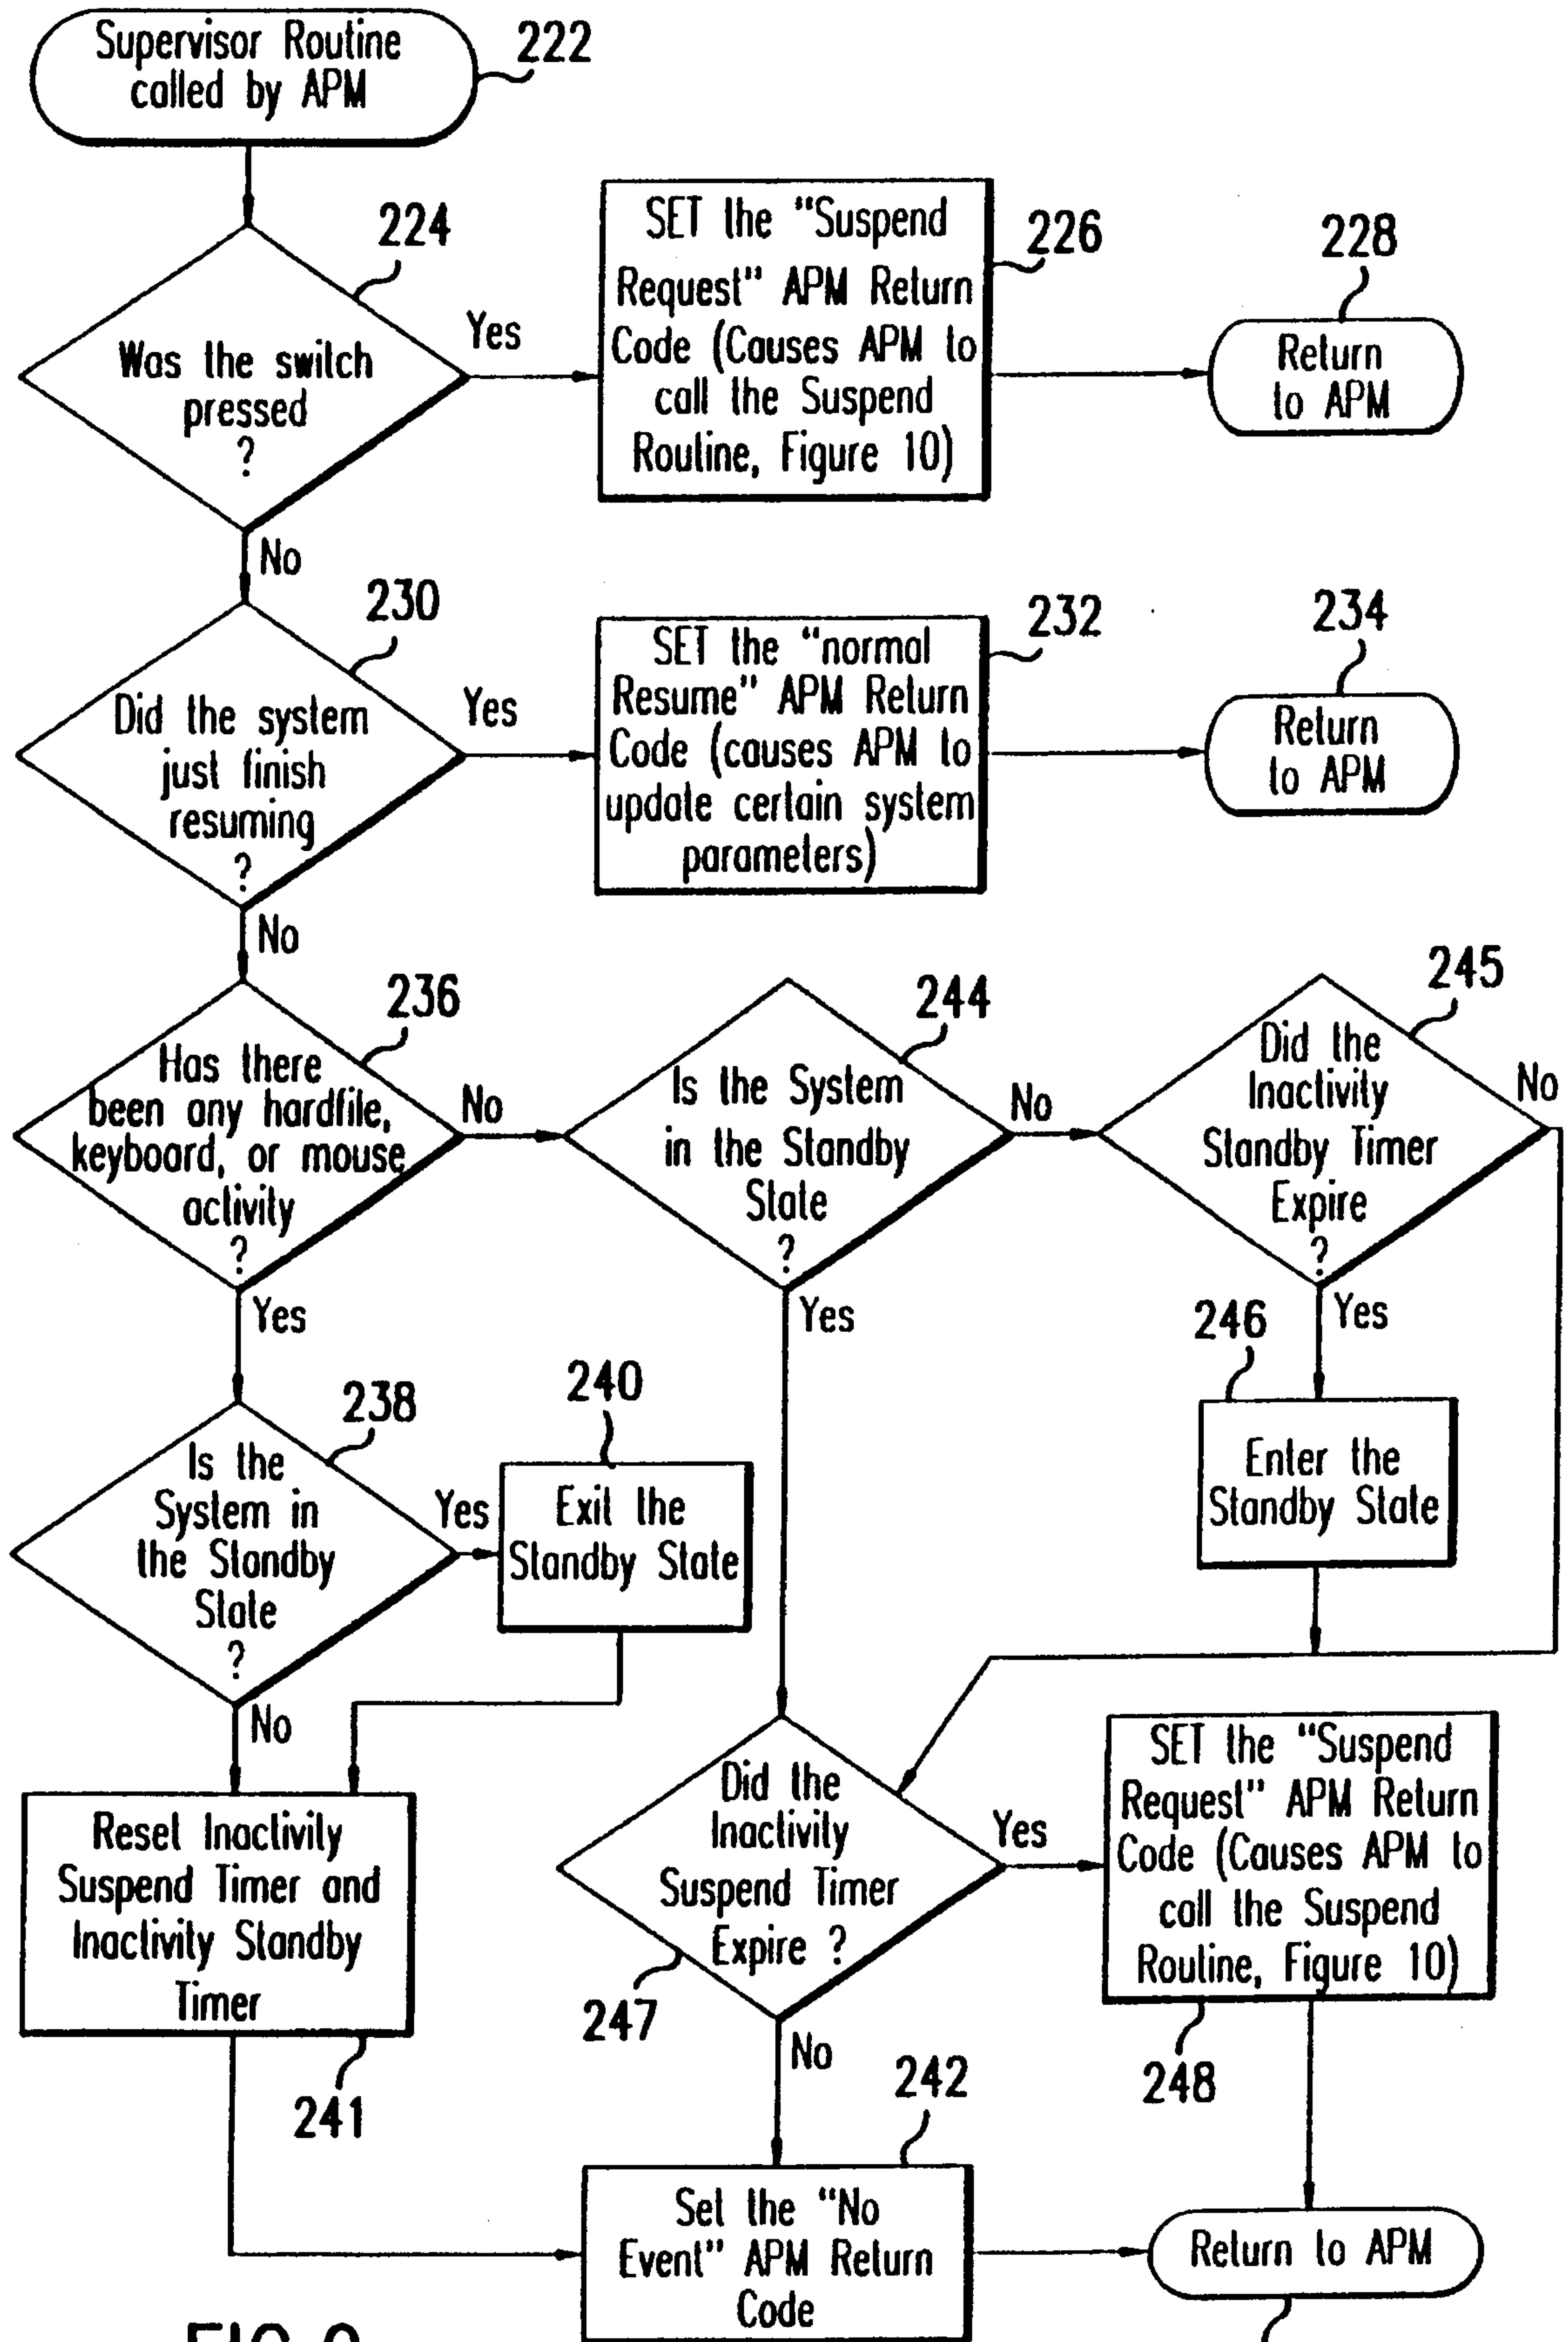 Supervisor Routine
called by APM
222
224
Was the switch
pressed
?
Yes
No
SET the "Suspend
Request" APM Return
Code (Causes APM to
call the Suspend
Routine, Figure 10)
226
228
Return
to APM
230
Did the system
just finish
resuming
?
Yes
No
SET the "normal
Resume" APM Return
Code (causes APM to
update certain system
parameters)
232
234
Return
to APM
236
Has there
been any hardfile,
keyboard, or mouse
activity
?
No
Yes
244
Is the System
in the Standby
State
?
No
Yes
245
Did the
Inactivity
Standby Timer
Expire
?
No
Yes
246
Enter the
Standby State
238
Is the
System in
the Standby
State
?
Yes
No
240
Exit the
Standby State
Reset Inactivity
Suspend Timer and
Inactivity Standby
Timer
241
Did the
Inactivity
Suspend Timer
Expire ?
247
Yes
No
SET the "Suspend
Request" APM Return
Code (Causes APM to
call the Suspend
Routine, Figure 10)
248
242
Set the "No
Event" APM Return
Code
Return to APM